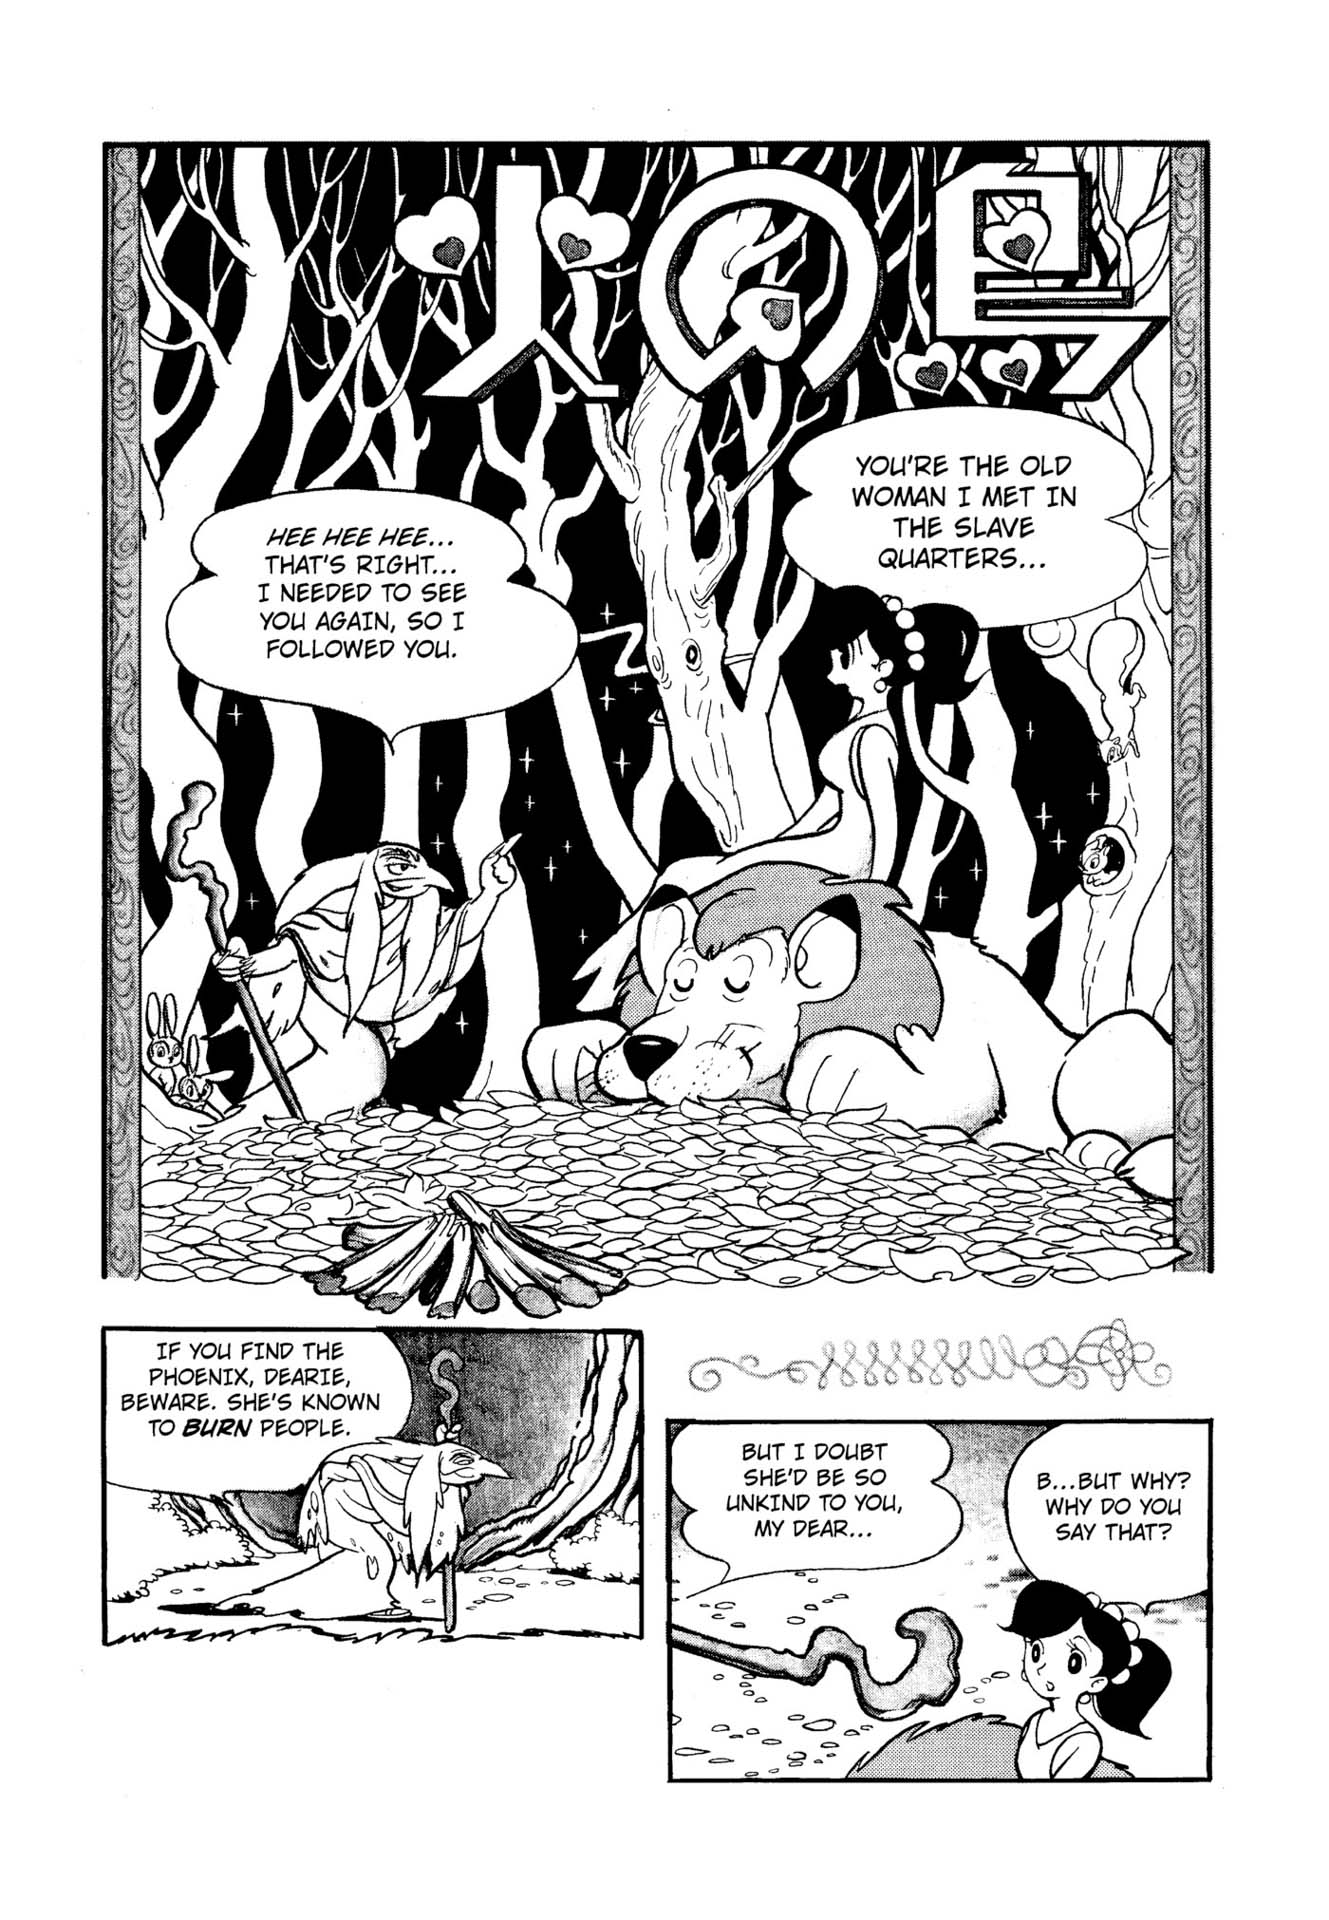 火の鳥
YOU'RE THE OLD
WOMAN I MET IN
THE SLAVE
QUARTERS...
HEE HEE HEE...
THAT'S RIGHT...
I NEEDED TO SEE
YOU AGAIN, SO I
FOLLOWED YOU.
IF YOU FIND THE
PHOENIX, DEARIE,
BEWARE. SHE'S KNOWN
TO BURN PEOPLE.
BUT I DOUBT
SHE'D BE SO
UNKIND TO YOU,
MY DEAR...
B...BUT WHY?
WHY DO YOU
SAY THAT?